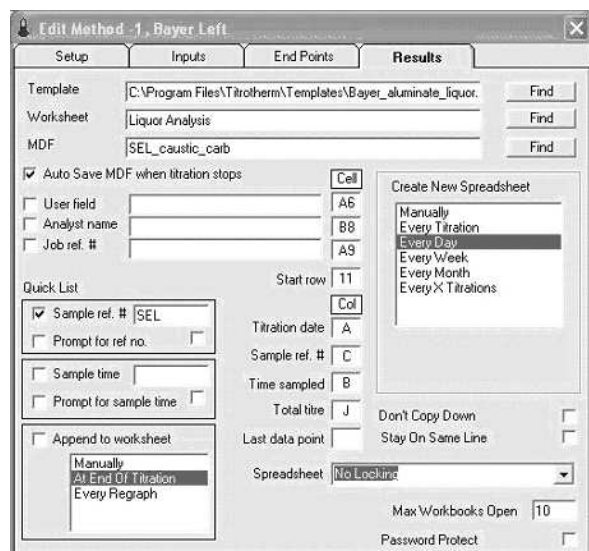 Edit Method -1, Bayer Left
Setup Inputs End Points Results
Template C:\Program Files\Titrotherm\Templates\Bayer_aluminate_liquor. Find
Worksheet Liquor Analysis Find
MDF SEL_caustic_carb Find
Auto Save MDF when titration stops
Cell
User field A6
Analyst name B8
Job ref. # A9
Start row 11
Create New Spreadsheet
Manually
Every Titration
Every Day
Every Week
Every Month
Every X Titrations
Quick List
Sample ref. # SEL
Prompt for ref no.
Sample time
Prompt for sample time
Append to worksheet
Manually
At End Of Titration
Every Regraph
Col
Titration date A
Sample ref. # C
Time sampled B
Total titre J
Last data point
Don't Copy Down
Stay On Same Line
Spreadsheet No Locking
Max Workbooks Open 10
Password Protect